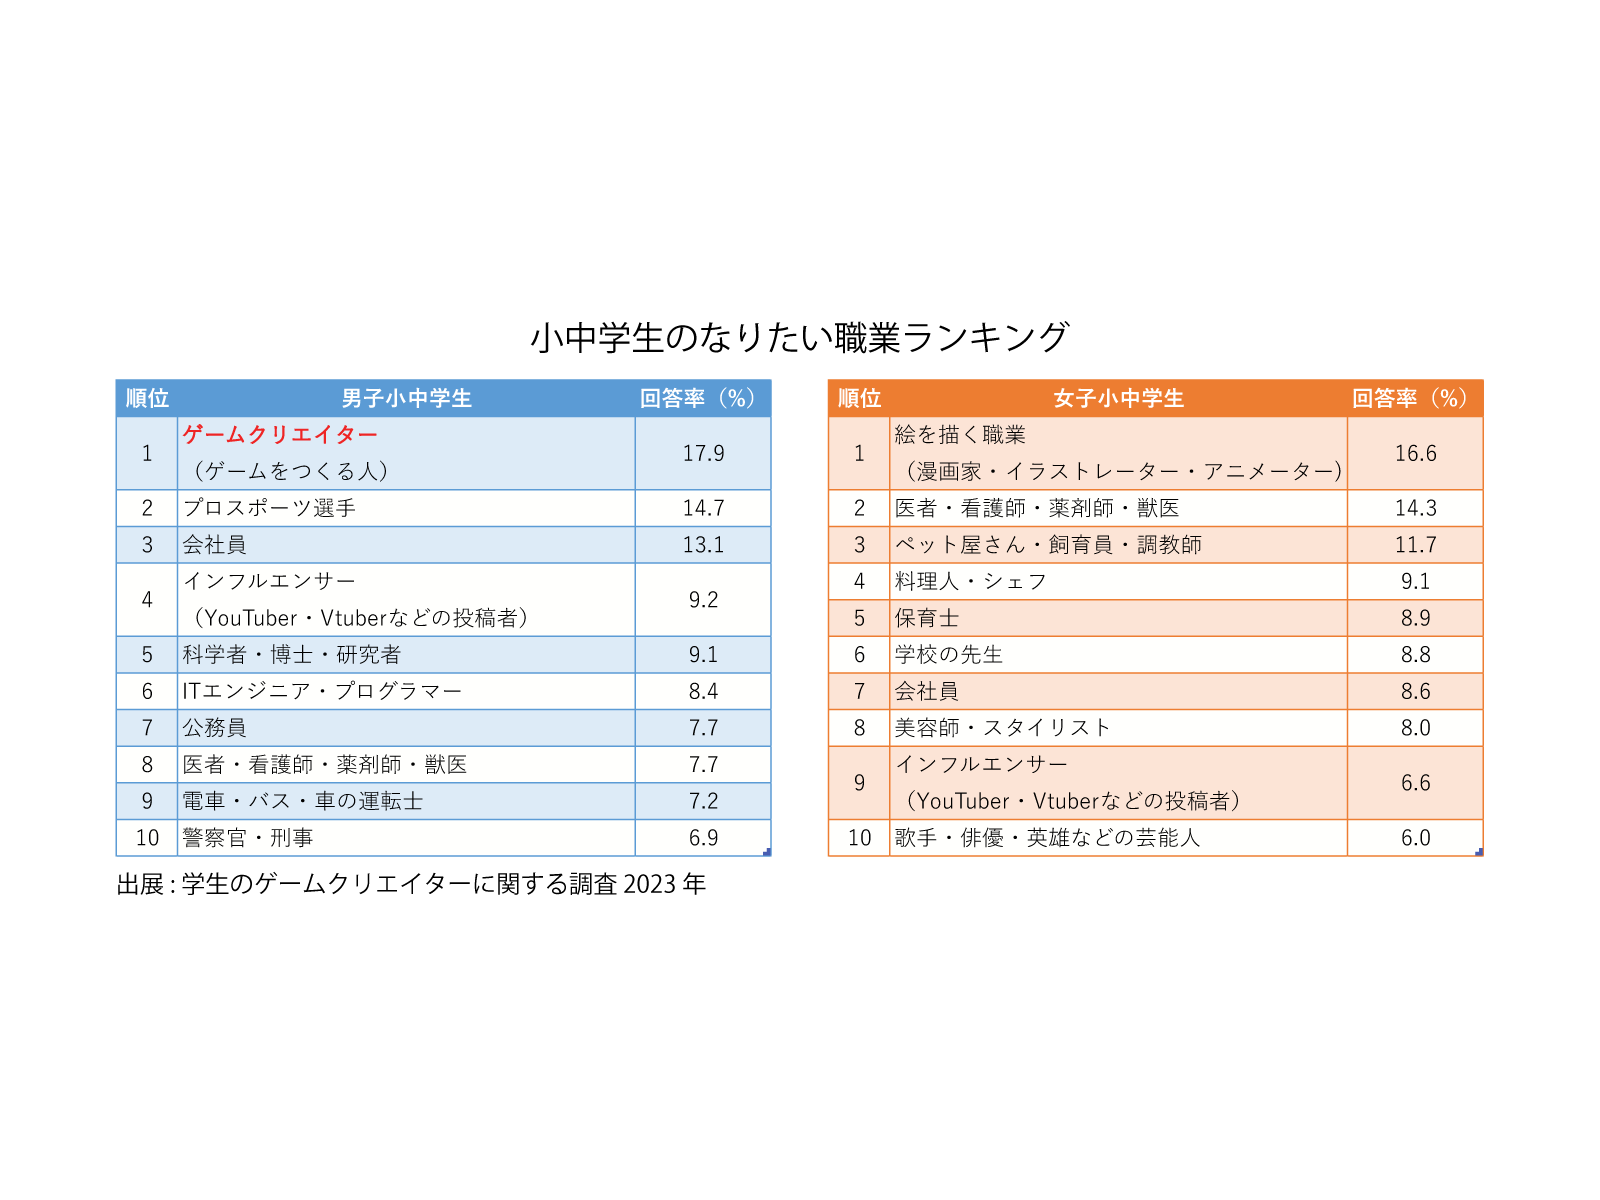 小中学生のなりたい職業ランキング
順位 男子小中学生 回答率（%）
1 ゲームクリエイター
（ゲームをつくる人） 17.9
2 プロスポーツ選手 14.7
3 会社員 13.1
4 インフルエンサー
（YouTuber・Vtuberなどの投稿者） 9.2
5 科学者・博士・研究者 9.1
6 ITエンジニア・プログラマー 8.4
7 公務員 7.7
8 医者・看護師・薬剤師・獣医 7.7
9 電車・バス・車の運転士 7.2
10 警察官・刑事 6.9
順位 女子小中学生 回答率（%）
1 絵を描く職業
（漫画家・イラストレーター・アニメーター） 16.6
2 医者・看護師・薬剤師・獣医 14.3
3 ペット屋さん・飼育員・調教師 11.7
4 料理人・シェフ 9.1
5 保育士 8.9
6 学校の先生 8.8
7 会社員 8.6
8 美容師・スタイリスト 8.0
9 インフルエンサー
（YouTuber・Vtuberなどの投稿者） 6.6
10 歌手・俳優・英雄などの芸能人 6.0
出展 : 学生のゲームクリエイターに関する調査 2023 年